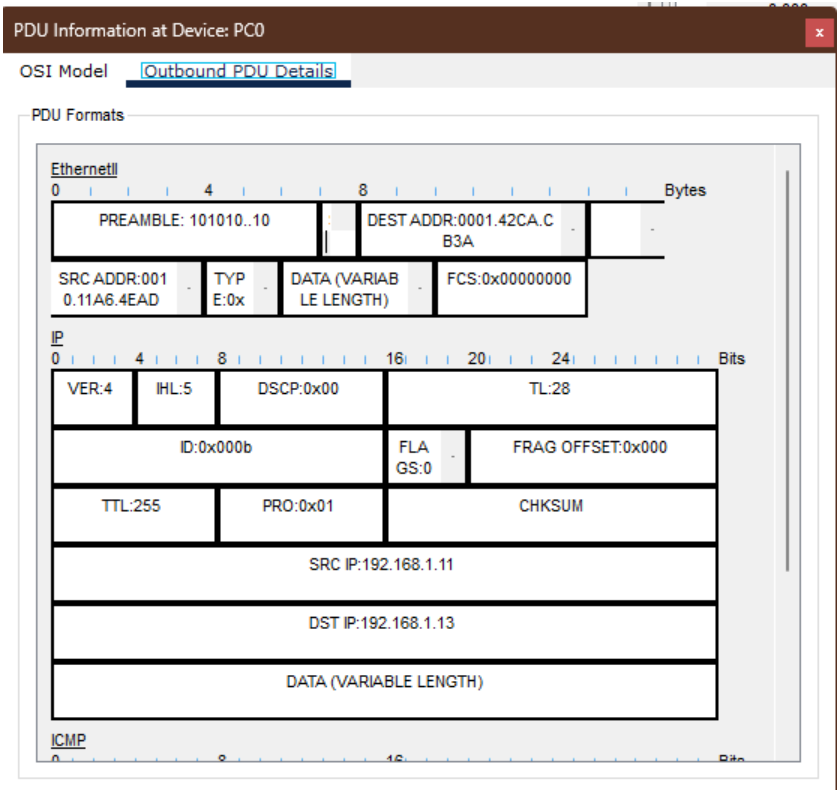 PDU Information at Device: PC0
x
OSI Model Outbound PDU Details
PDU Formats
EthernetII
0 4 8 Bytes
PREAMBLE: 101010..10 DEST ADDR:0001.42CA.C
B3A
SRC ADDR:001 TYP DATA (VARIAB FCS:0x00000000
0.11A6.4EAD E:0x LE LENGTH)
IP
0 4 8 16 20 24 Bits
VER:4 IHL:5 DSCP:0x00 TL:28
ID:0x000b FLA FRAG OFFSET:0x000
GS:0
TTL:255 PRO:0x01 CHKSUM
SRC IP:192.168.1.11
DST IP:192.168.1.13
DATA (VARIABLE LENGTH)
ICMP
0 8 16 Bits